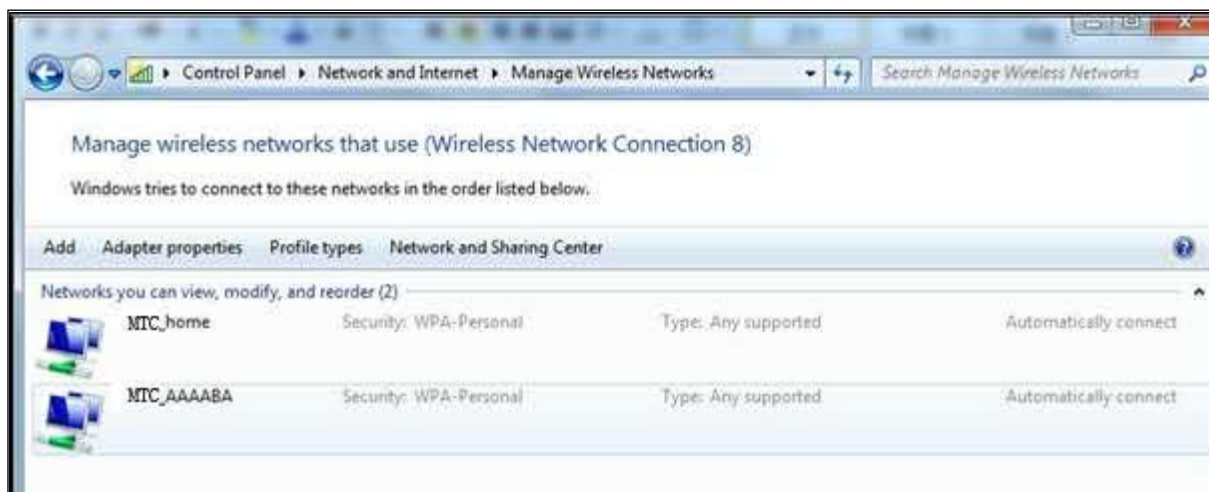 Control Panel ▸ Network and Internet ▸ Manage Wireless Networks Search Manage Wireless Networks
Manage wireless networks that use (Wireless Network Connection 8)
Windows tries to connect to these networks in the order listed below.
Add Adapter properties Profile types Network and Sharing Center
Networks you can view, modify, and reorder (2)
MTC_home Security: WPA-Personal Type: Any supported Automatically connect
MTC_AAAABA Security: WPA-Personal Type: Any supported Automatically connect